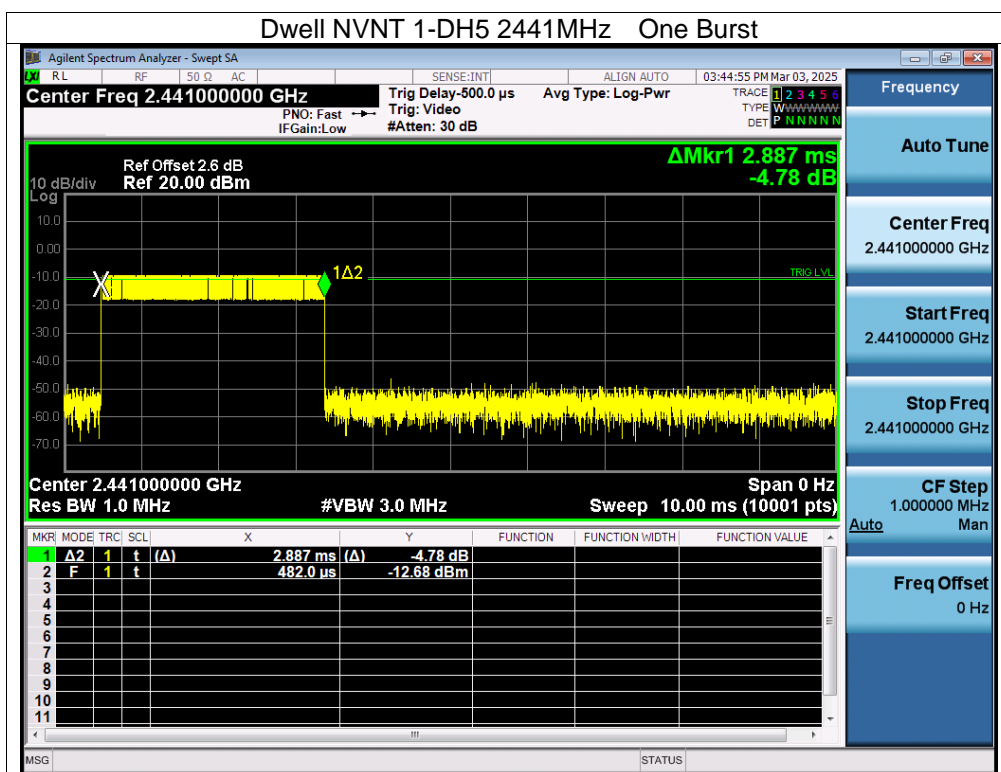 Dwell NVNT 1-DH5 2441MHz One Burst
Agilent Spectrum Analyzer - Swept SA
LXI RL RF 50 Ω AC SENSE:INT ALIGN AUTO 03:44:55 PM Mar 03, 2025
Center Freq 2.441000000 GHz
PNO: Fast
IFGain:Low
Trig Delay-500.0 µs
Trig: Video
#Atten: 30 dB
Avg Type: Log-Pwr
TRACE 1 2 3 4 5 6
TYPE WWWWWW
DET P NNNNN
ΔMkr1 2.887 ms
-4.78 dB
Ref Offset 2.6 dB
10 dB/div Ref 20.00 dBm
Log
10.0
0.00
-10.0
-20.0
-30.0
-40.0
-50.0
-60.0
-70.0
X
1Δ2
TRIG LVL
Center 2.441000000 GHz Span 0 Hz
Res BW 1.0 MHz #VBW 3.0 MHz Sweep 10.00 ms (10001 pts)
MKR MODE TRC SCL X Y FUNCTION FUNCTION WIDTH FUNCTION VALUE
1 Δ2 1 t (Δ) 2.887 ms (Δ) -4.78 dB
2 F 1 t 482.0 µs -12.68 dBm
3
4
5
6
7
8
9
10
11
MSG STATUS
Frequency
Auto Tune
Center Freq
2.441000000 GHz
Start Freq
2.441000000 GHz
Stop Freq
2.441000000 GHz
CF Step
1.000000 MHz
Auto Man
Freq Offset
0 Hz